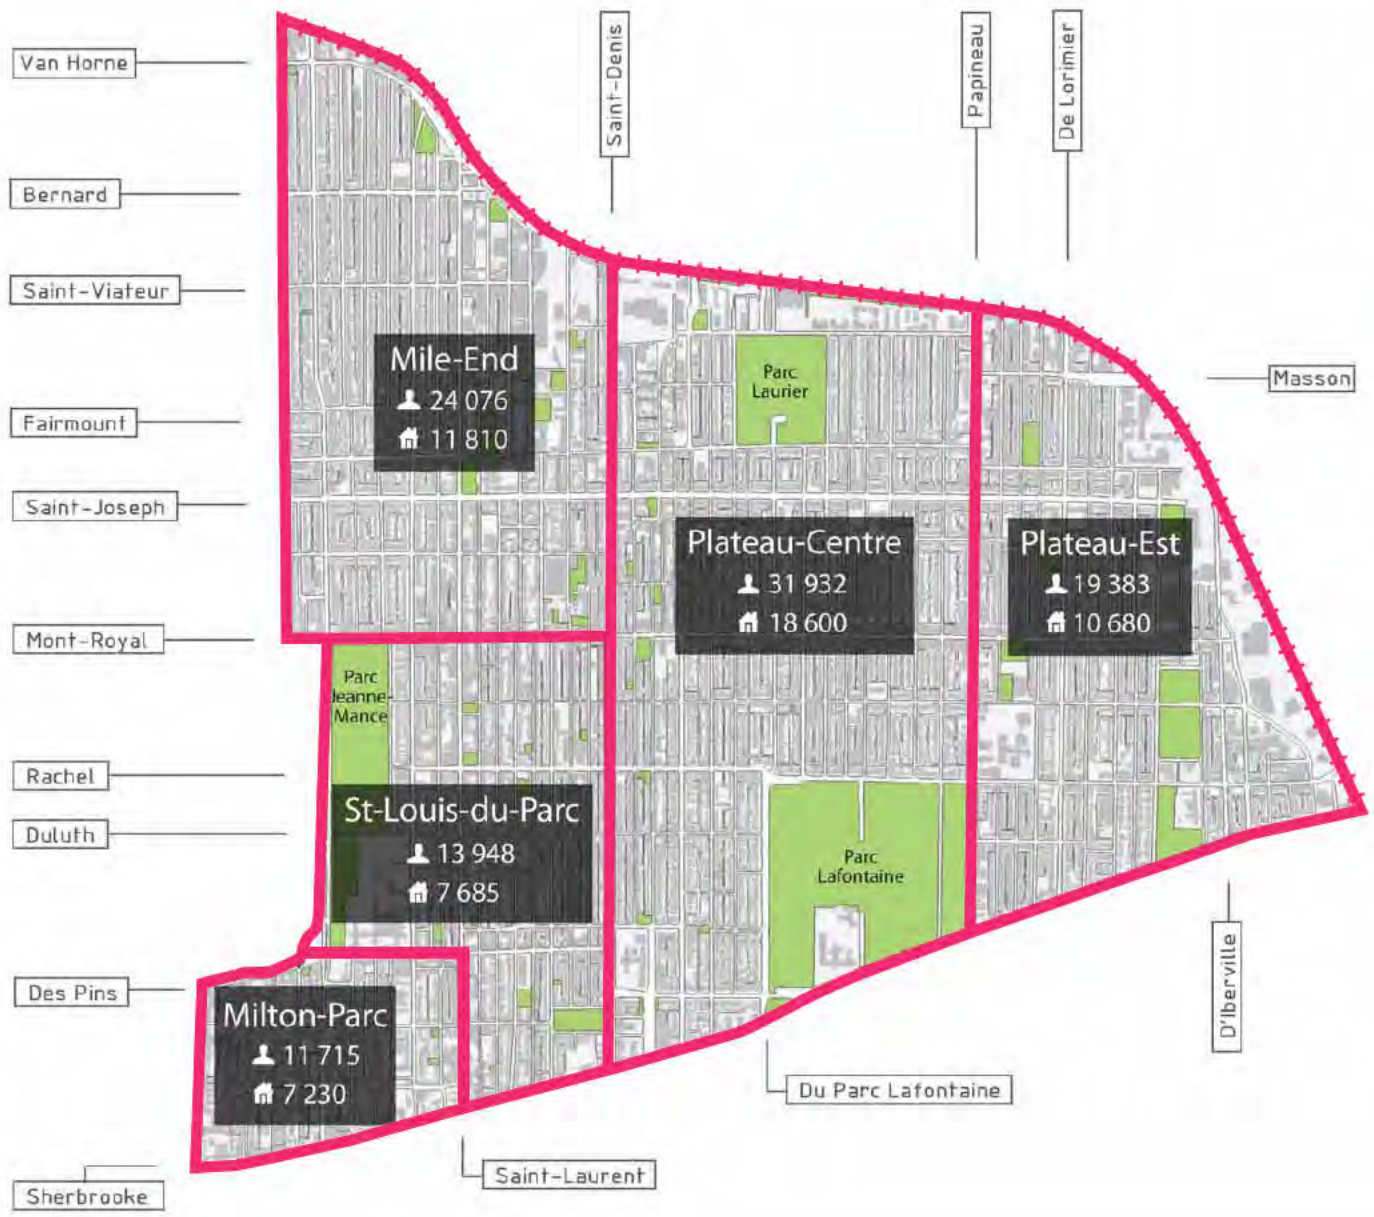 Van Horne
Bernard
Saint-Viateur
Fairmount
Saint-Joseph
Mont-Royal
Rachel
Duluth
Des Pins
Sherbrooke
Saint-Denis
Papineau
De Lorimier
Masson
D'Iberville
Du Parc Lafontaine
Saint-Laurent
Mile-End
24 076
11 810
Parc
Laurier
Plateau-Centre
31 932
18 600
Plateau-Est
19 383
10 680
Parc
Jeanne-
Mance
St-Louis-du-Parc
13 948
7 685
Parc
Lafontaine
Milton-Parc
11 715
7 230